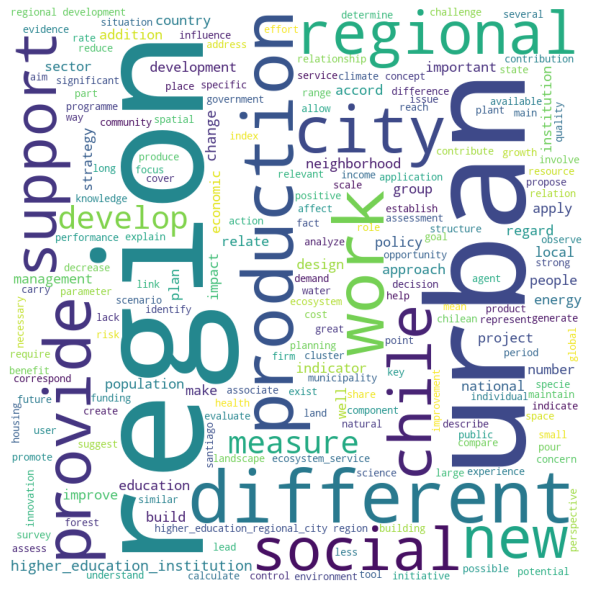 regional development
situation
country
determine
challenge
several
evidence
rate
addition
influence
address
effort
relationship
contribution
reduce
regional
aim
significant
sector
development
service
climate
concept
important
state
part
programme
place
specific
range
accord
difference
available
way
community
spatial
government
allow
reach
issue
plant
main
support
region
production
city
urban
institution
quality
strategy
change
index
neighborhood
contribute
growth
long
produce
cover
relevant
income
application
involve
resource
knowledge
focus
economic
positive
scale
group
establish
propose
relation
develop
action
affect
fact
analyze
role
assessment
apply
performance
explain
relate
goal
structure
observe
management
decrease
link
impact
design
policy
opportunity
regard
local
strong
carry
parameter
scenario
plan
demand
water
approach
decision
agent
people
necessary
lack
identify
ecosystem
cost
help
mean
product
energy
require
risk
great
work
chile
chilean
represent
generate
global
benefit
correspond
population
planning
firm
cluster
point
project
period
indicator
municipality
key
number
provide
future
funding
make
associate
exist
well
component
share
improvement
national
individual
specie
maintain
housing
create
health
evaluate
land
natural
describe
indicate
space
user
suggest
santiago
measure
landscape
ecosystem_service
public
compare
small
pour
concern
promote
education
science
large
experience
innovation
improve
similar
build
different
perspective
forest
survey
higher_education_regional_city region
building
assess
lead
less
social
new
higher_education_institution
understand
calculate
control
environment
tool
initiative
possible
potential